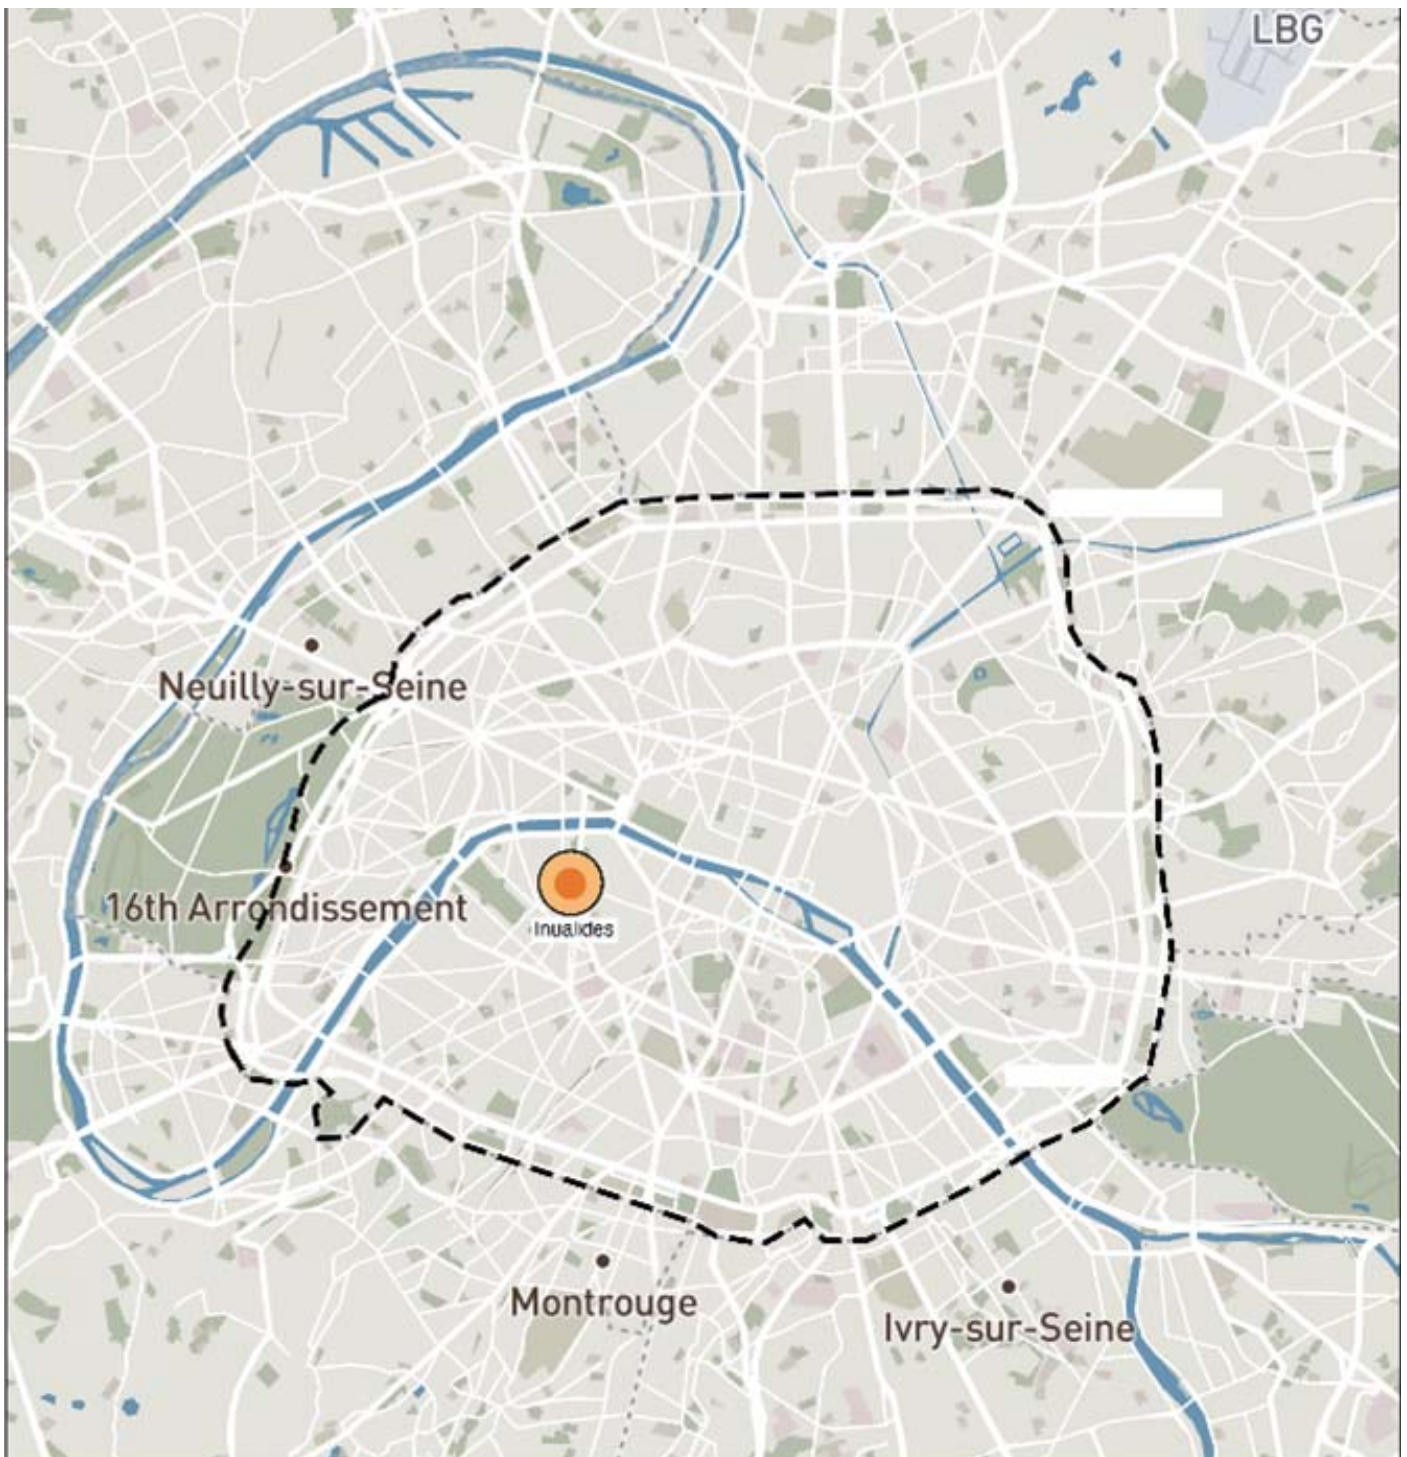 LBG
Neuilly-sur-Seine
16th Arrondissement
Inualides
Montrouge
Ivry-sur-Seine